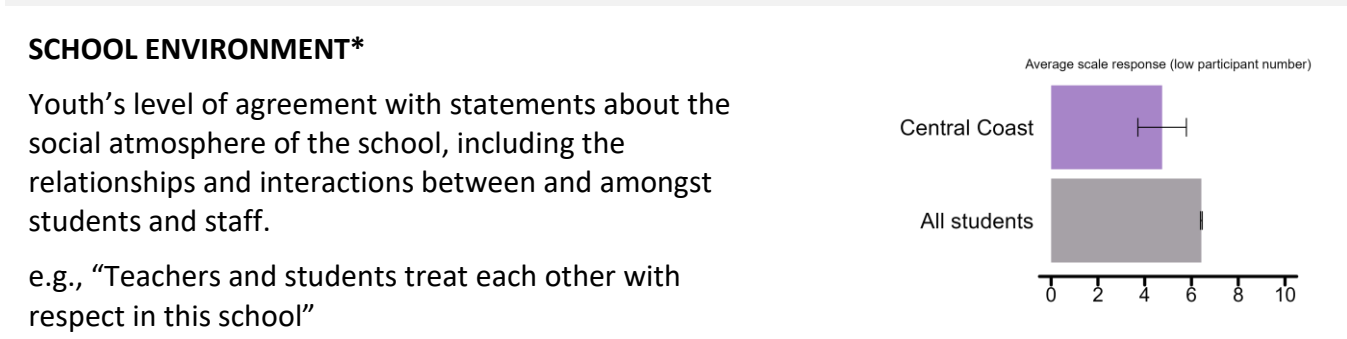 SCHOOL ENVIRONMENT*
Youth’s level of agreement with statements about the
social atmosphere of the school, including the
relationships and interactions between and amongst
students and staff.
e.g., “Teachers and students treat each other with
respect in this school”
Average scale response (low participant number)
Central Coast
All students
0 2 4 6 8 10